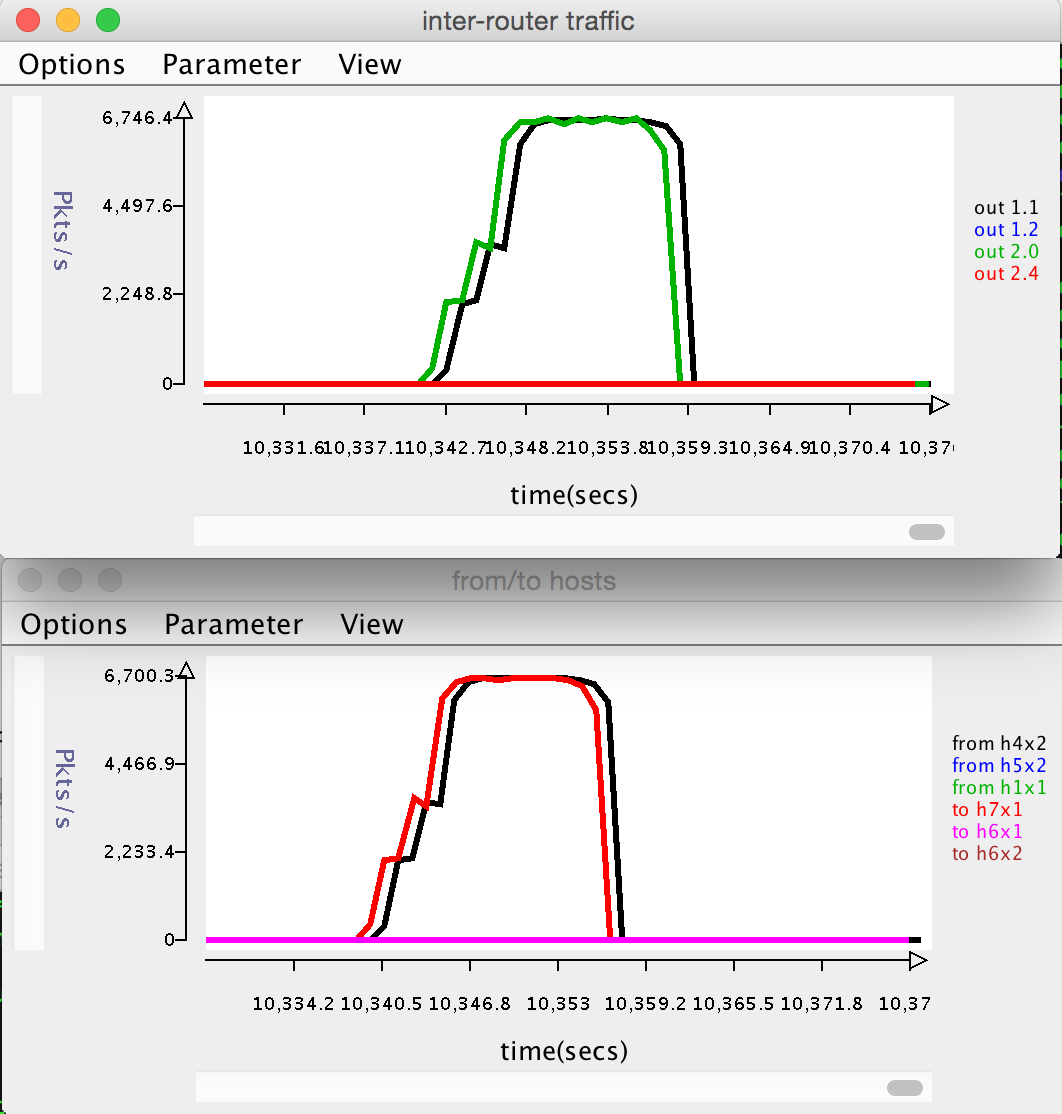 inter-router traffic
Options Parameter View
6,746.4
4,497.6
2,248.8
0
Pkts/s
out 1.1
out 1.2
out 2.0
out 2.4
10,331.6 10,337.1 10,342.7 10,348.2 10,353.8 10,359.3 10,364.9 10,370.4
time(secs)
from/to hosts
Options Parameter View
6,700.3
4,466.9
2,233.4
0
Pkts/s
from h4x2
from h5x2
from h1x1
to h7x1
to h6x1
to h6x2
10,334.2 10,340.5 10,346.8 10,353 10,359.2 10,365.5 10,371.8 10,37
time(secs)